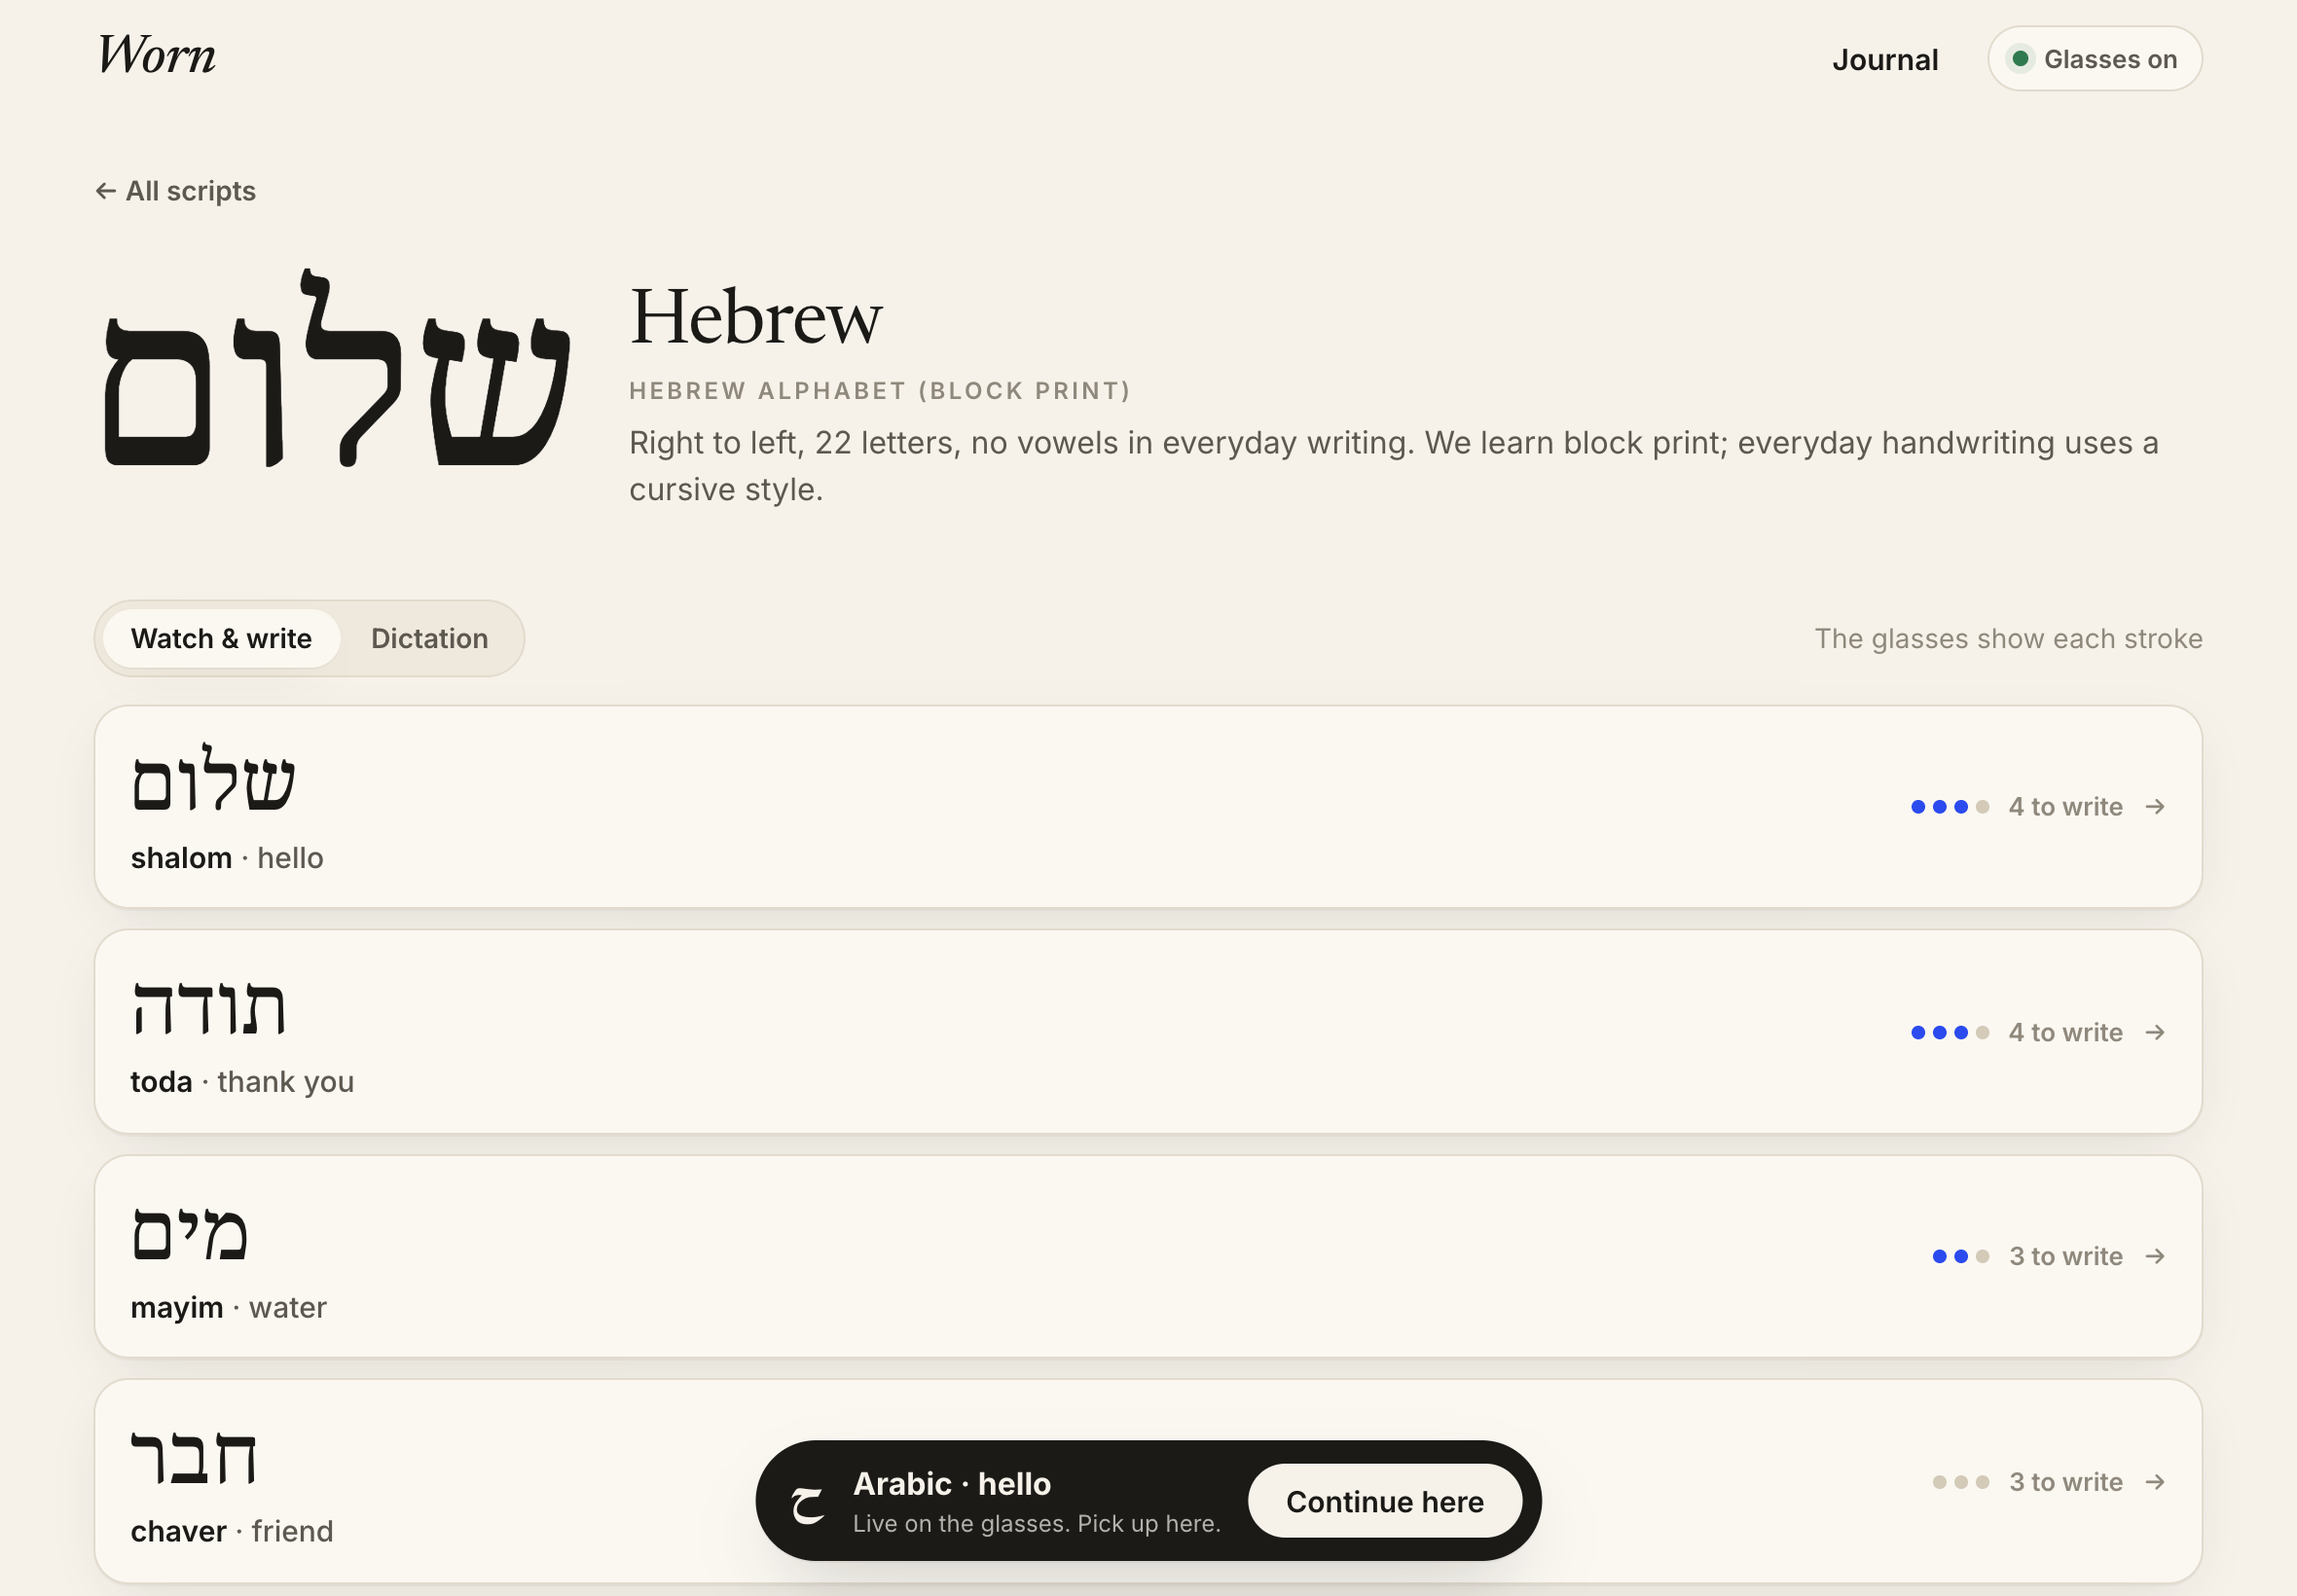 Worn
Journal
Glasses on
← All scripts
שלום
Hebrew
HEBREW ALPHABET (BLOCK PRINT)
Right to left, 22 letters, no vowels in everyday writing. We learn block print; everyday handwriting uses a
cursive style.
Watch & write
Dictation
The glasses show each stroke
שלום
shalom · hello
4 to write →
תודה
toda · thank you
4 to write →
מים
mayim · water
3 to write →
חבר
chaver · friend
3 to write →
ح
Arabic · hello
Live on the glasses. Pick up here.
Continue here